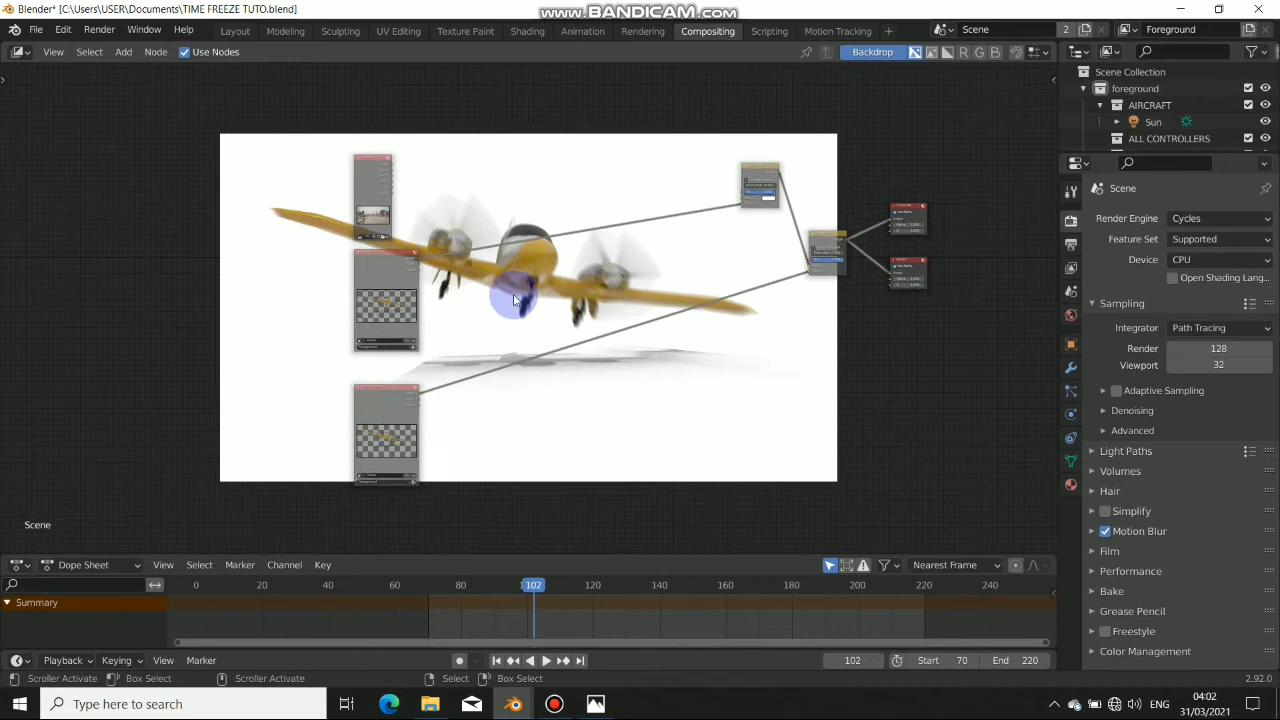 Blender* [C:\Users\USER\Documents\TIME FREEZE TUTO.blend]
www.BANDICAM.com
File Edit Render Window Help
Layout Modeling Sculpting UV Editing Texture Paint Shading Animation Rendering Compositing Scripting Motion Tracking +
Scene 2 Foreground
View Select Add Node Use Nodes
Backdrop R G B
Scene Collection
foreground
AIRCRAFT
Sun
ALL CONTROLLERS
Scene
Render Engine Cycles
Feature Set Supported
Device CPU
Open Shading Lang...
Sampling
Integrator Path Tracing
Render 128
Viewport 32
Adaptive Sampling
Denoising
Advanced
Light Paths
Volumes
Hair
Simplify
Motion Blur
Film
Performance
Bake
Grease Pencil
Freestyle
Color Management
Scene
Dope Sheet View Select Marker Channel Key Nearest Frame
0 20 40 60 80 102 120 140 160 180 200 220 240
Summary
Playback Keying View Marker 102 Start 70 End 220
Scroller Activate Box Select Scroller Activate Select Box Select 2.92.0
Type here to search
ENG
04:02
31/03/2021